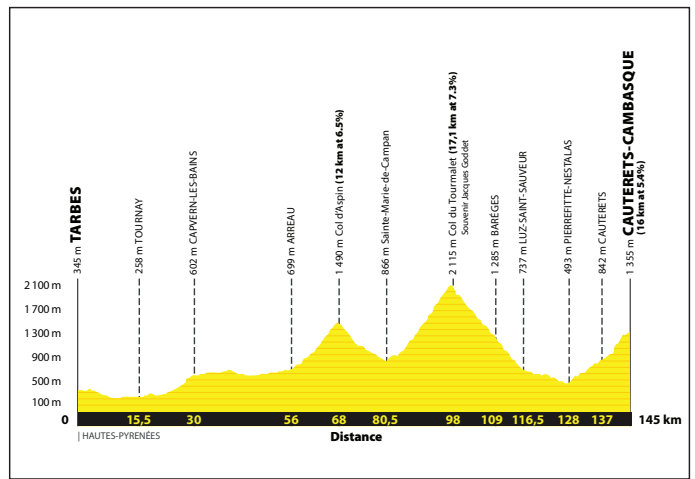 345 m TARBES
258 m TOURNAY
602 m CAPVERN-LES-BAINS
699 m ARREAU
1 490 m Col d'Aspin (12 km at 6.5%)
866 m Sainte-Marie-de-Campan
2 115 m Col du Tourmalet (17,1 km at 7.3%)
Souvenir Jacques Goddet
1 285 m BARÉGES
737 m LUZ-SAINT-SAUVEUR
493 m PIERREFITTE-NESTALAS
842 m CAUTERETS
1 355 m CAUTERETS-CAMBASQUE
(16 km at 5.4%)
2 100 m
1700 m
1300 m
900 m
500 m
100 m
0 15,5 30 56 68 80,5 98 109 116,5 128 137 145 km
| HAUTES-PYRENÉES
Distance